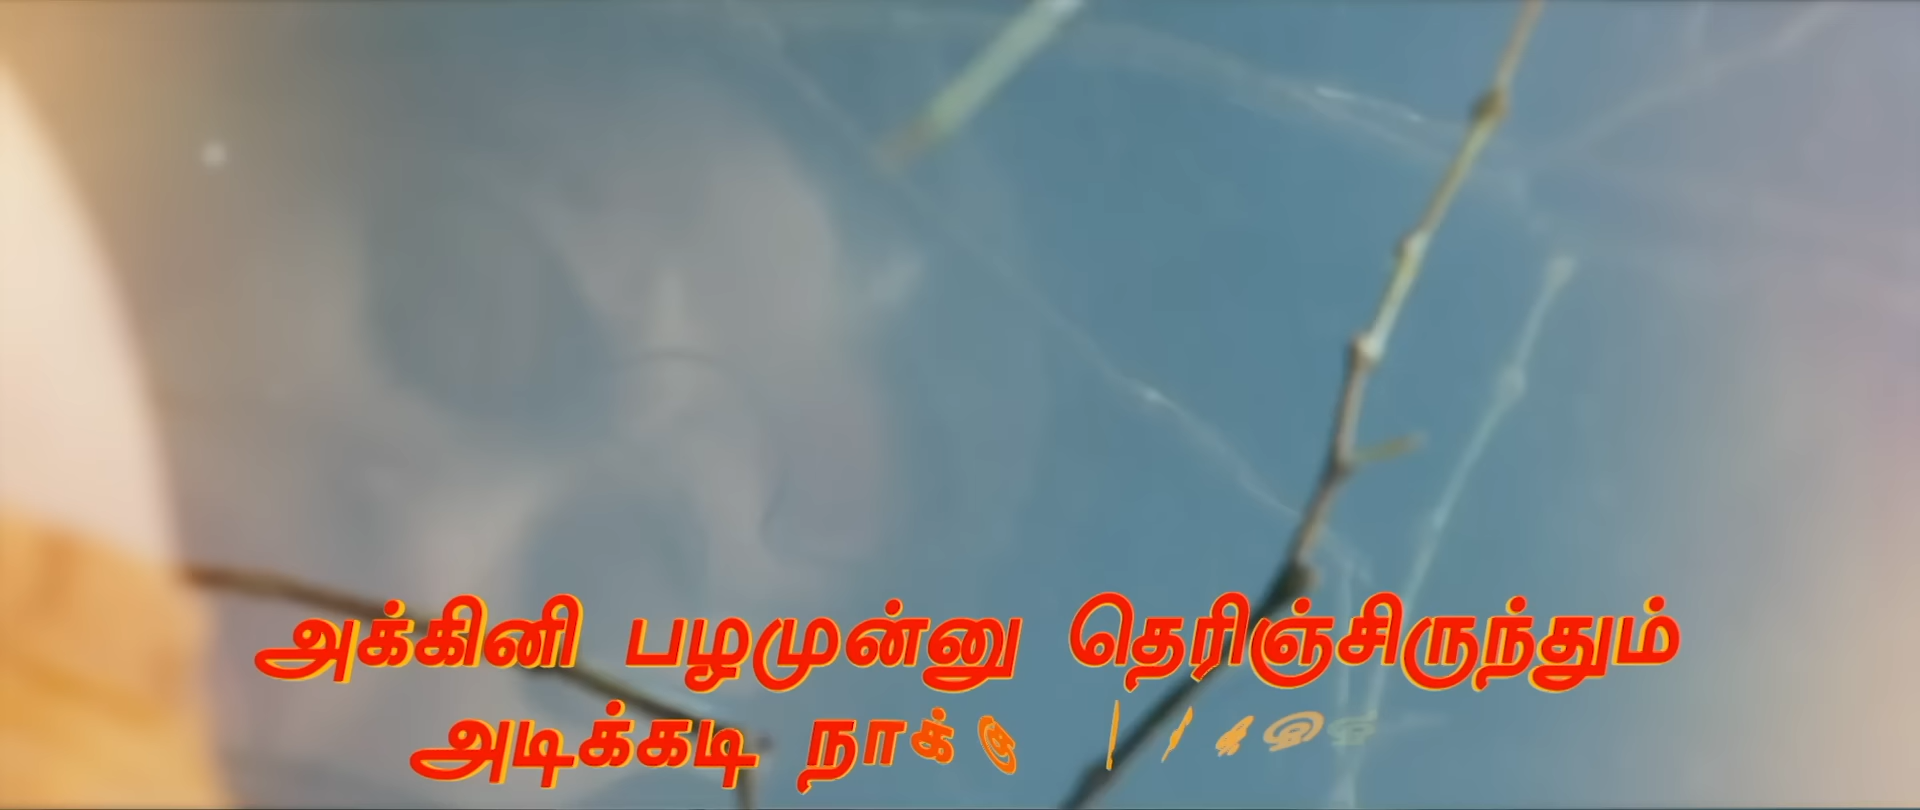 அக்கினி பழமுன்னு தெரிஞ்சிருந்தும்
அடிக்கடி நாக்கு